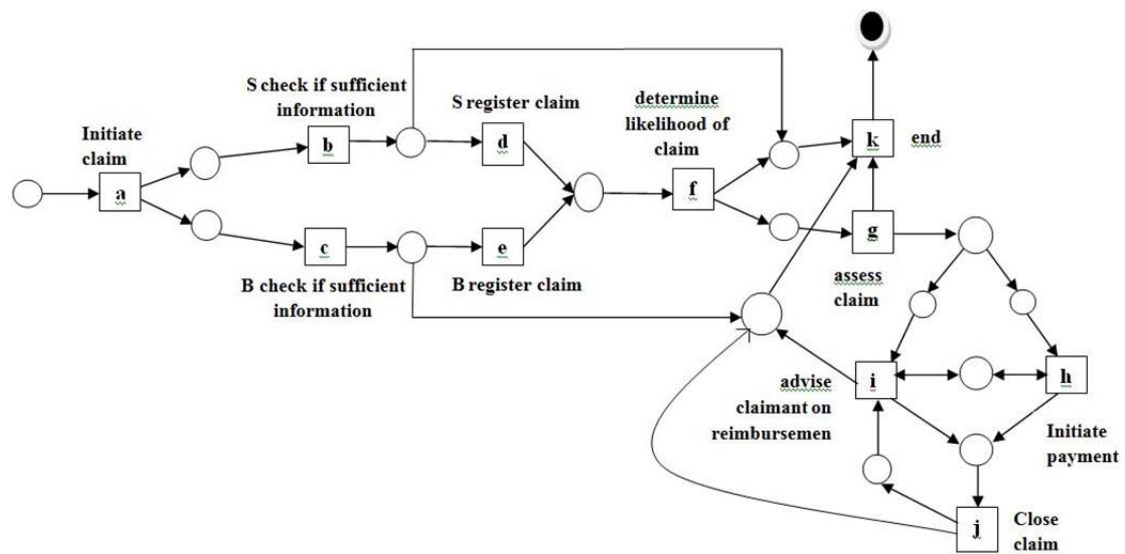 S check if sufficient
information
S register claim
determine
likelihood of
claim
Initiate
claim
b
d
k
end
a
f
c
e
g
B check if sufficient
information
B register claim
assess
claim
i
h
advise
claimant on
reimbursemen
Initiate
payment
j
Close
claim